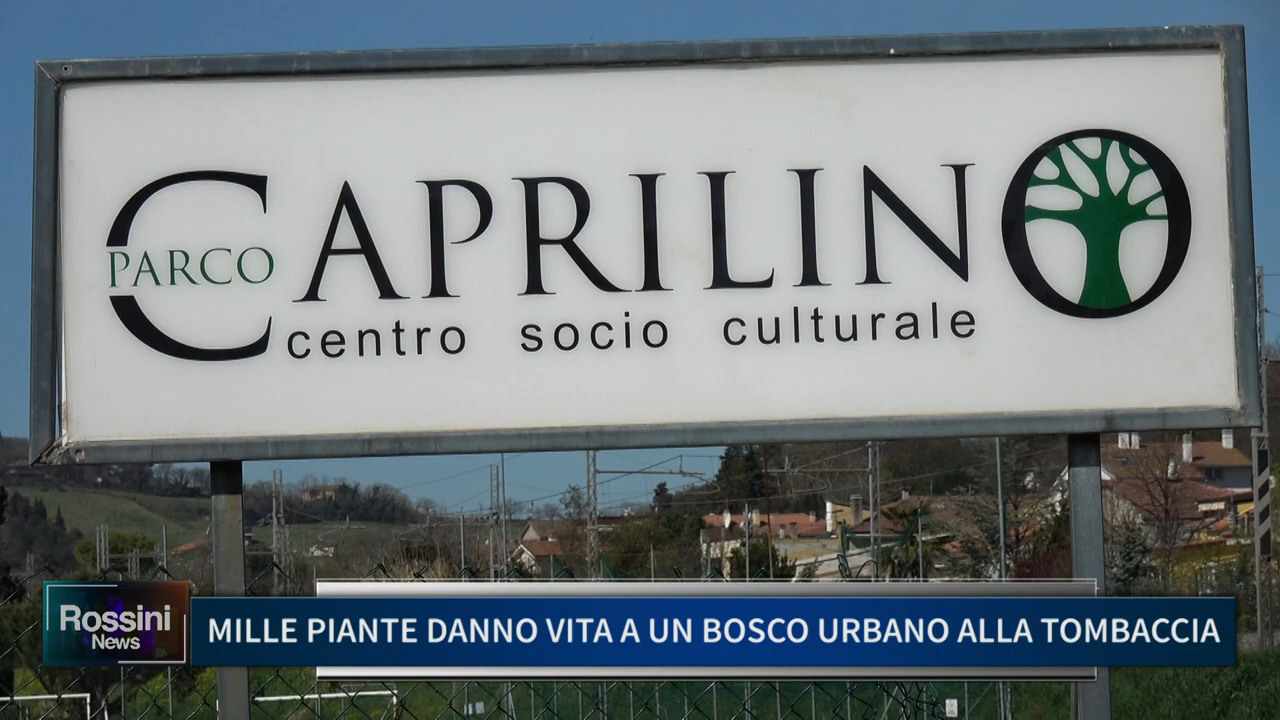 PARCO
CAPRILINO
centro socio culturale
Rossini
News
MILLE PIANTE DANNO VITA A UN BOSCO URBANO ALLA TOMBACCIA